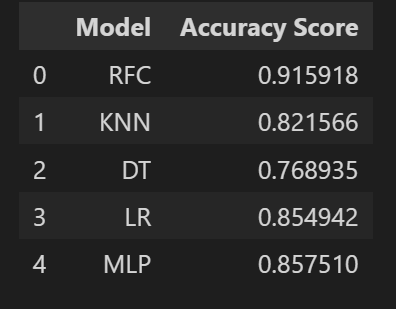 Model Accuracy Score
0 RFC 0.915918
1 KNN 0.821566
2 DT 0.768935
3 LR 0.854942
4 MLP 0.857510